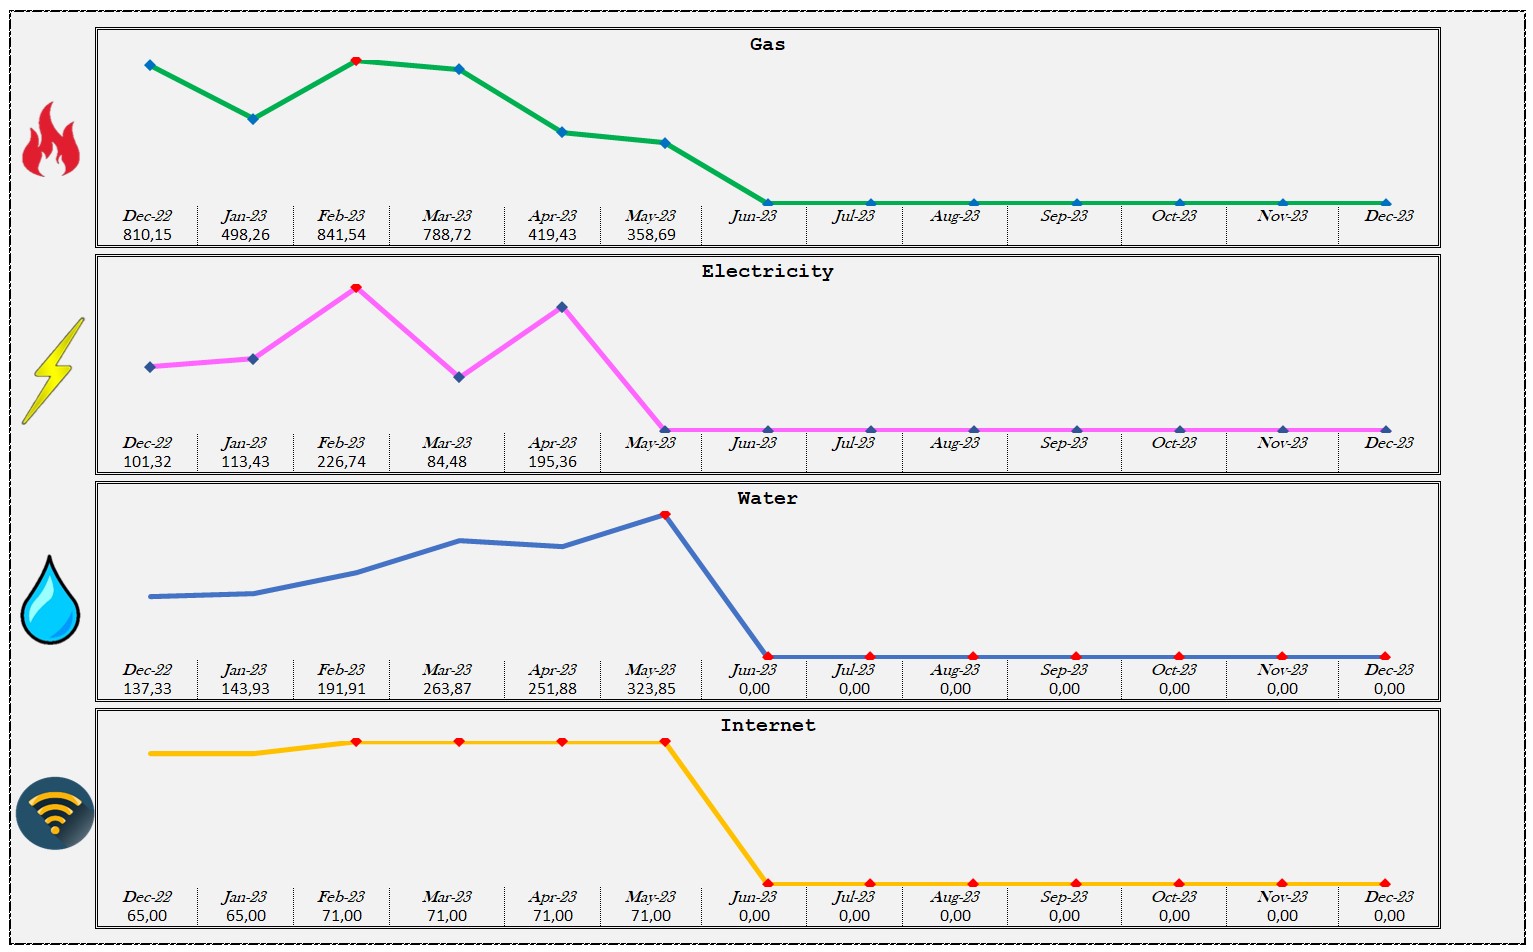 Gas
Dec-22 Jan-23 Feb-23 Mar-23 Apr-23 May-23 Jun-23 Jul-23 Aug-23 Sep-23 Oct-23 Nov-23 Dec-23
810,15 498,26 841,54 788,72 419,43 358,69
Electricity
Dec-22 Jan-23 Feb-23 Mar-23 Apr-23 May-23 Jun-23 Jul-23 Aug-23 Sep-23 Oct-23 Nov-23 Dec-23
101,32 113,43 226,74 84,48 195,36
Water
Dec-22 Jan-23 Feb-23 Mar-23 Apr-23 May-23 Jun-23 Jul-23 Aug-23 Sep-23 Oct-23 Nov-23 Dec-23
137,33 143,93 191,91 263,87 251,88 323,85 0,00 0,00 0,00 0,00 0,00 0,00 0,00
Internet
Dec-22 Jan-23 Feb-23 Mar-23 Apr-23 May-23 Jun-23 Jul-23 Aug-23 Sep-23 Oct-23 Nov-23 Dec-23
65,00 65,00 71,00 71,00 71,00 71,00 0,00 0,00 0,00 0,00 0,00 0,00 0,00